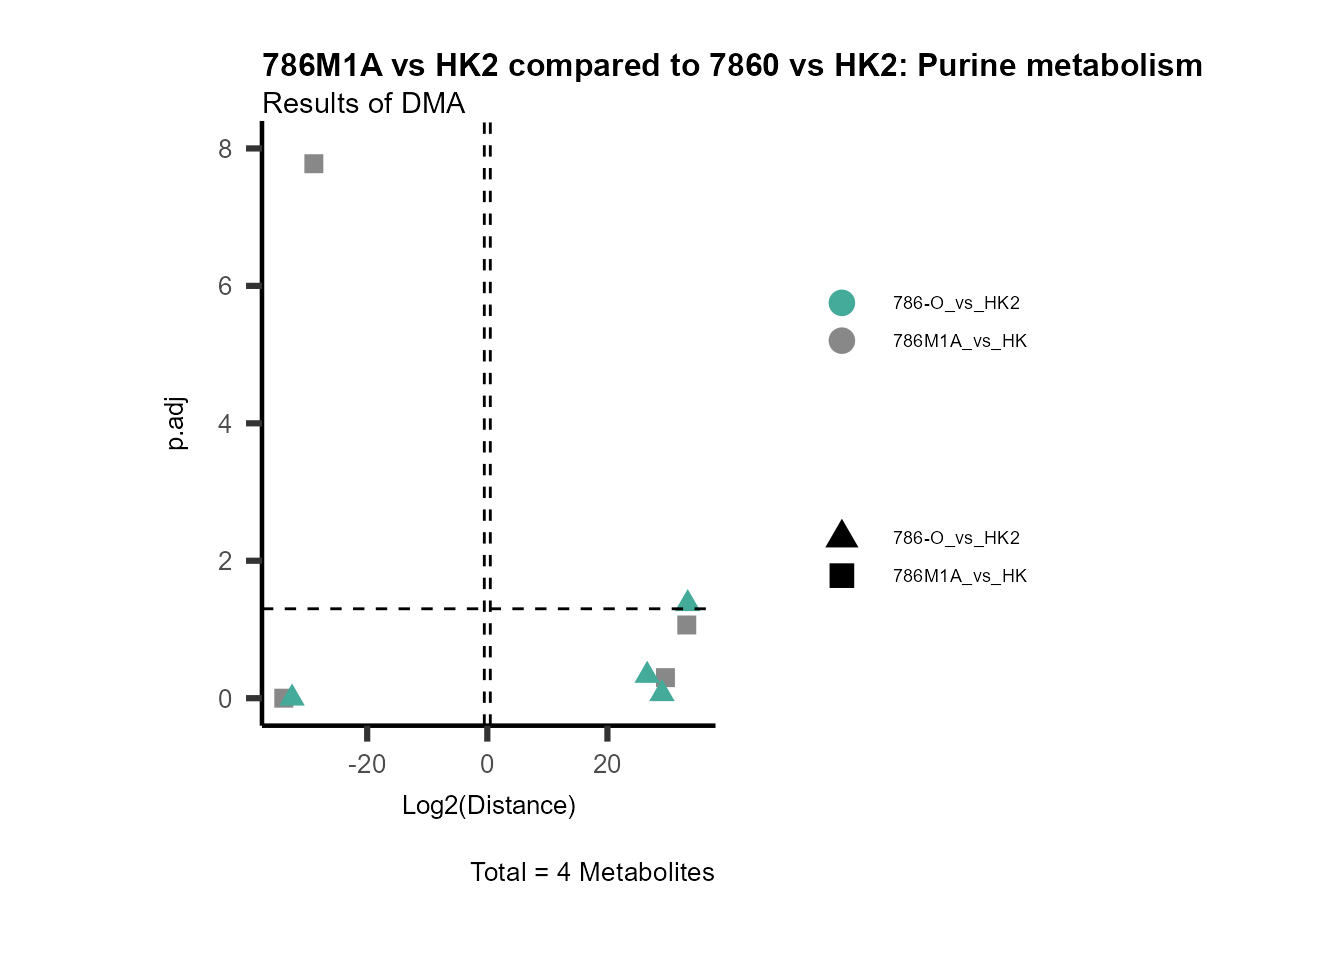 786M1A vs HK2 compared to 7860 vs HK2: Purine metabolism
Results of DMA
8
6
4
2
0
p.adj
-20
0
20
Log2(Distance)
Total = 4 Metabolites
786-O_vs_HK2
786M1A_vs_HK
786-O_vs_HK2
786M1A_vs_HK